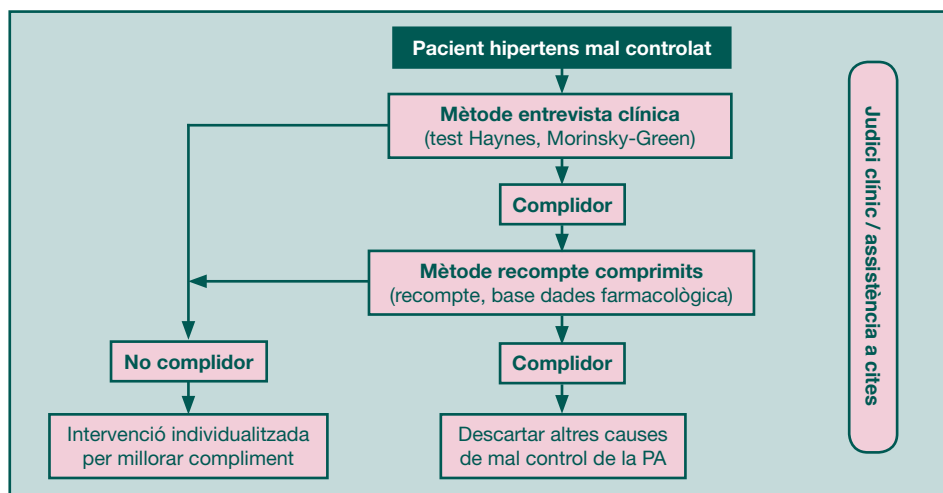 Pacient hipertens mal controlat
Mètode entrevista clínica
(test Haynes, Morinsky-Green)
Complidor
Mètode recompte comprimits
(recompte, base dades farmacològica)
No complidor
Complidor
Intervenció individualitzada
per millorar compliment
Descartar altres causes
de mal control de la PA
Judici clínic / assistència a cites